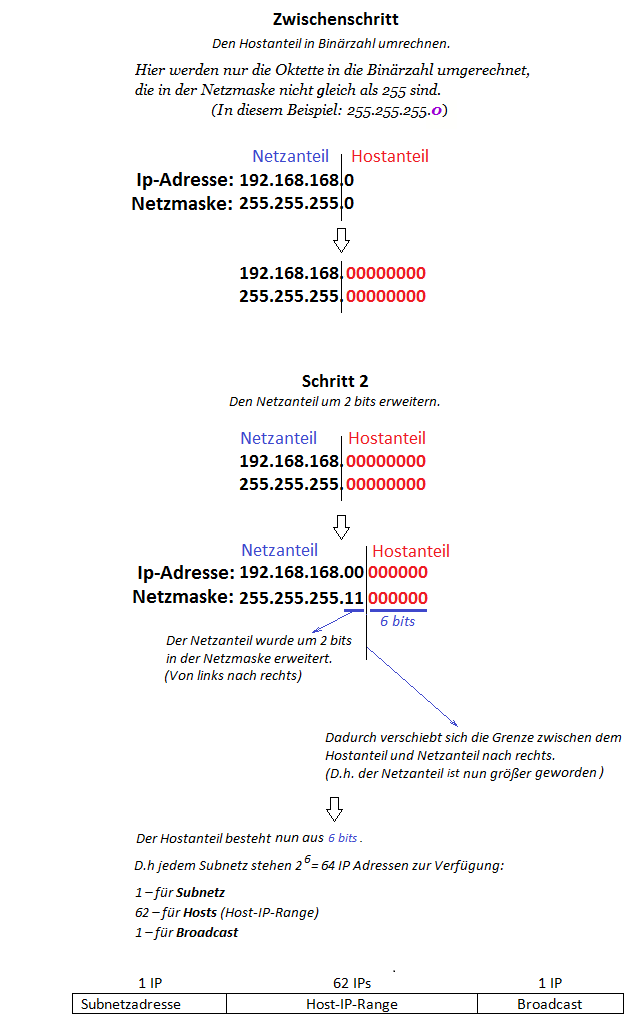 Zwischenschritt
Den Hostanteil in Binärzahl umrechnen.
Hier werden nur die Oktette in die Binärzahl umgerechnet,
die in der Netzmaske nicht gleich als 255 sind.
(In diesem Beispiel: 255.255.255.0)
Netzanteil Hostanteil
Ip-Adresse: 192.168.168.0
Netzmaske: 255.255.255.0
192.168.168.00000000
255.255.255.00000000
Schritt 2
Den Netzanteil um 2 bits erweitern.
Netzanteil Hostanteil
192.168.168.00000000
255.255.255.00000000
Netzanteil Hostanteil
Ip-Adresse: 192.168.168.00 000000
Netzmaske: 255.255.255.11 000000
6 bits
Der Netzanteil wurde um 2 bits
in der Netzmaske erweitert.
(Von links nach rechts)
Dadurch verschiebt sich die Grenze zwischen dem
Hostanteil und Netzanteil nach rechts.
(D.h. der Netzanteil ist nun größer geworden )
Der Hostanteil besteht nun aus 6 bits .
D.h jedem Subnetz stehen 2^6= 64 IP Adressen zur Verfügung:
1 – für Subnetz
62 – für Hosts (Host-IP-Range)
1 – für Broadcast
1 IP 62 IPs 1 IP
Subnetzadresse Host-IP-Range Broadcast